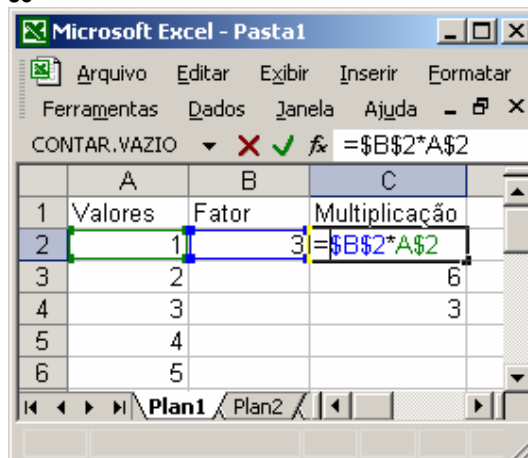 Microsoft Excel - Pasta1
Arquivo Editar Exibir Inserir Formatar
Ferramentas Dados Janela Ajuda
CONTAR.VAZIO fx =$B$2*A$2
A B C
1 Valores Fator Multiplicação
2 1 3 =$B$2*A$2
3 2 6
4 3 3
5 4
6 5
Plan1 Plan2